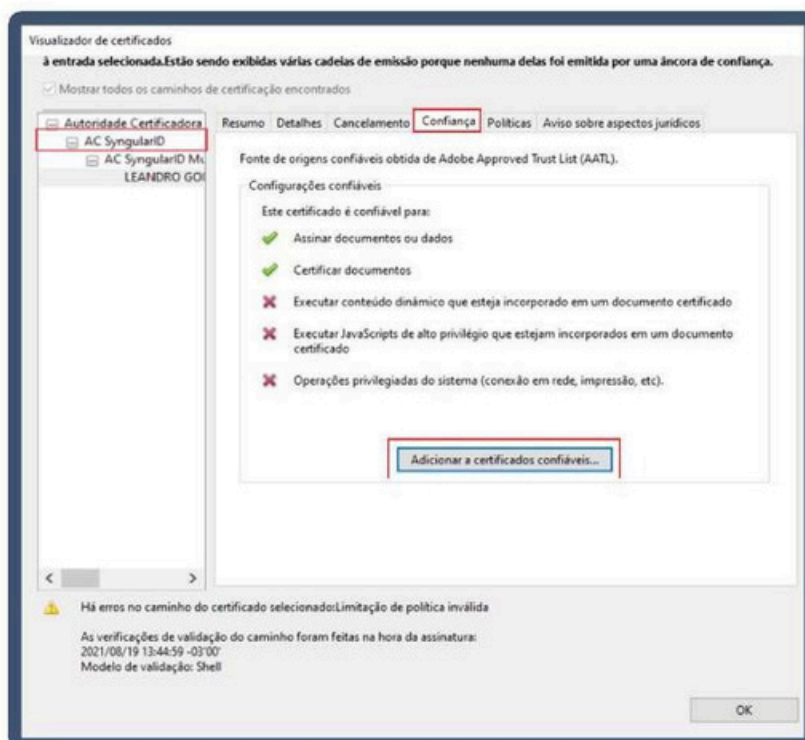 Visualizador de certificados
à entrada selecionada.Estão sendo exibidas várias cadeias de emissão porque nenhuma delas foi emitida por uma âncora de confiança.
Mostrar todos os caminhos de certificação encontrados
Autoridade Certificadora
AC SyngularID
AC SyngularID Mu
LEANDRO GOI
Resumo Detalhes Cancelamento Confiança Políticas Aviso sobre aspectos jurídicos
Fonte de origens confiáveis obtida de Adobe Approved Trust List (AATL).
Configurações confiáveis
Este certificado é confiável para:
Assinar documentos ou dados
Certificar documentos
Executar conteúdo dinâmico que esteja incorporado em um documento certificado
Executar JavaScripts de alto privilégio que estejam incorporados em um documento
certificado
Operações privilegiadas do sistema (conexão em rede, impressão, etc).
Adicionar a certificados confiáveis...
Há erros no caminho do certificado selecionado:Limitação de política inválida
As verificações de validação do caminho foram feitas na hora da assinatura:
2021/08/19 13:44:59 -03'00'
Modelo de validação: Shell
OK